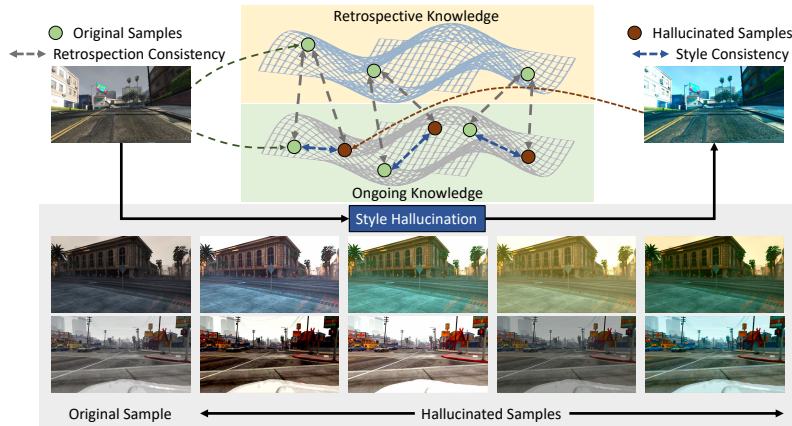 Retrospective Knowledge
Original Samples
Retrospection Consistency
Hallucinated Samples
Style Consistency
Ongoing Knowledge
Style Hallucination
Original Sample
Hallucinated Samples